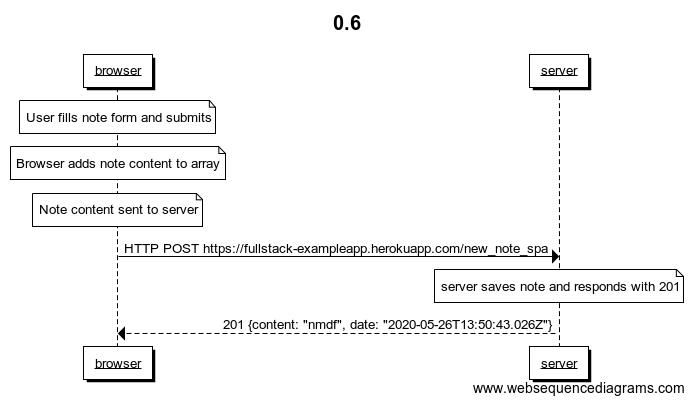 0.6
browser
server
User fills note form and submits
Browser adds note content to array
Note content sent to server
HTTP POST https://fullstack-exampleapp.herokuapp.com/new_note_spa
server saves note and responds with 201
201 {content: "nmdf", date: "2020-05-26T13:50:43.026Z"}
browser
server
www.websequencediagrams.com